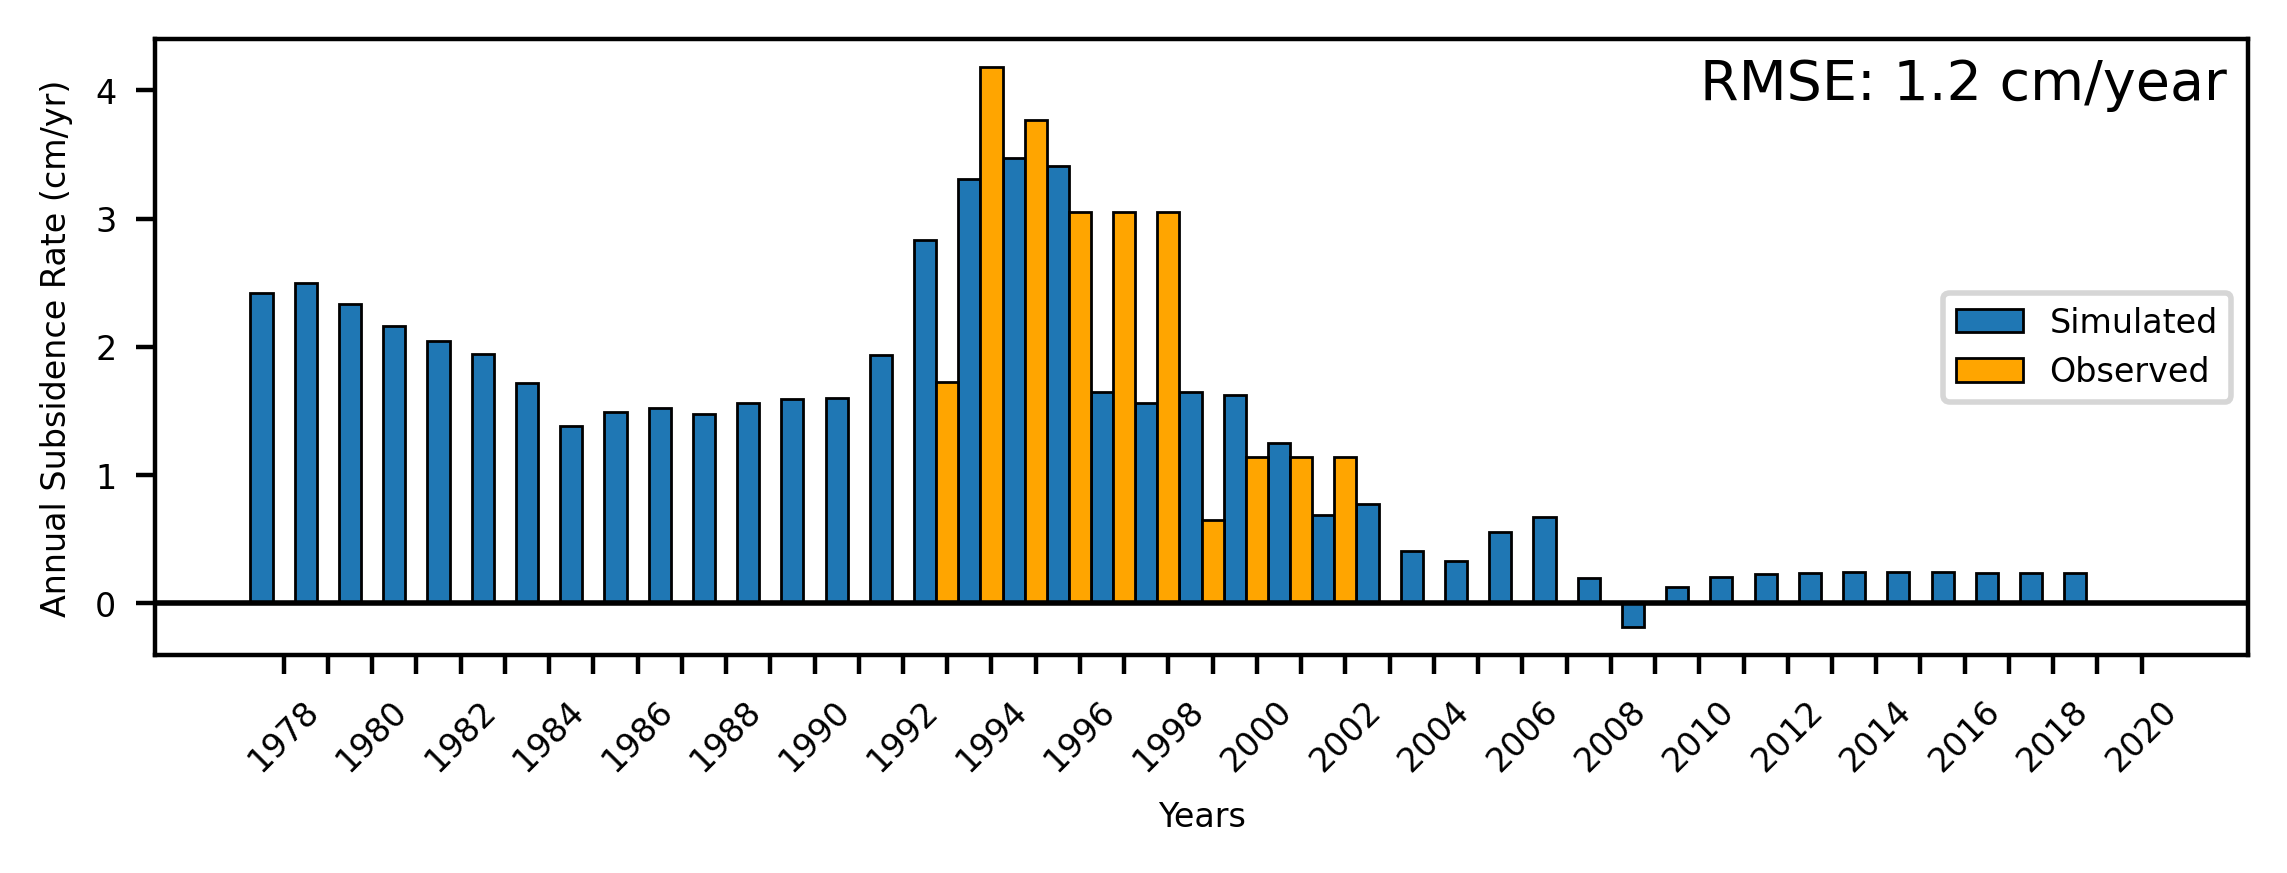 RMSE: 1.2 cm/year
Annual Subsidence Rate (cm/yr)
4
3
2
1
0
Simulated
Observed
1978 1980 1982 1984 1986 1988 1990 1992 1994 1996 1998 2000 2002 2004 2006 2008 2010 2012 2014 2016 2018 2020
Years